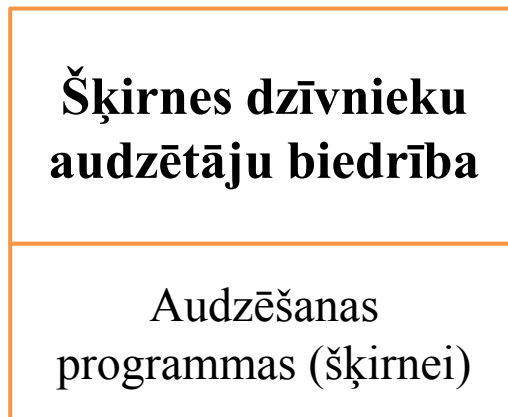 Šķirnes dzīvnieku
audzētāju biedrība
Audzēšanas
programmas (šķirnei)